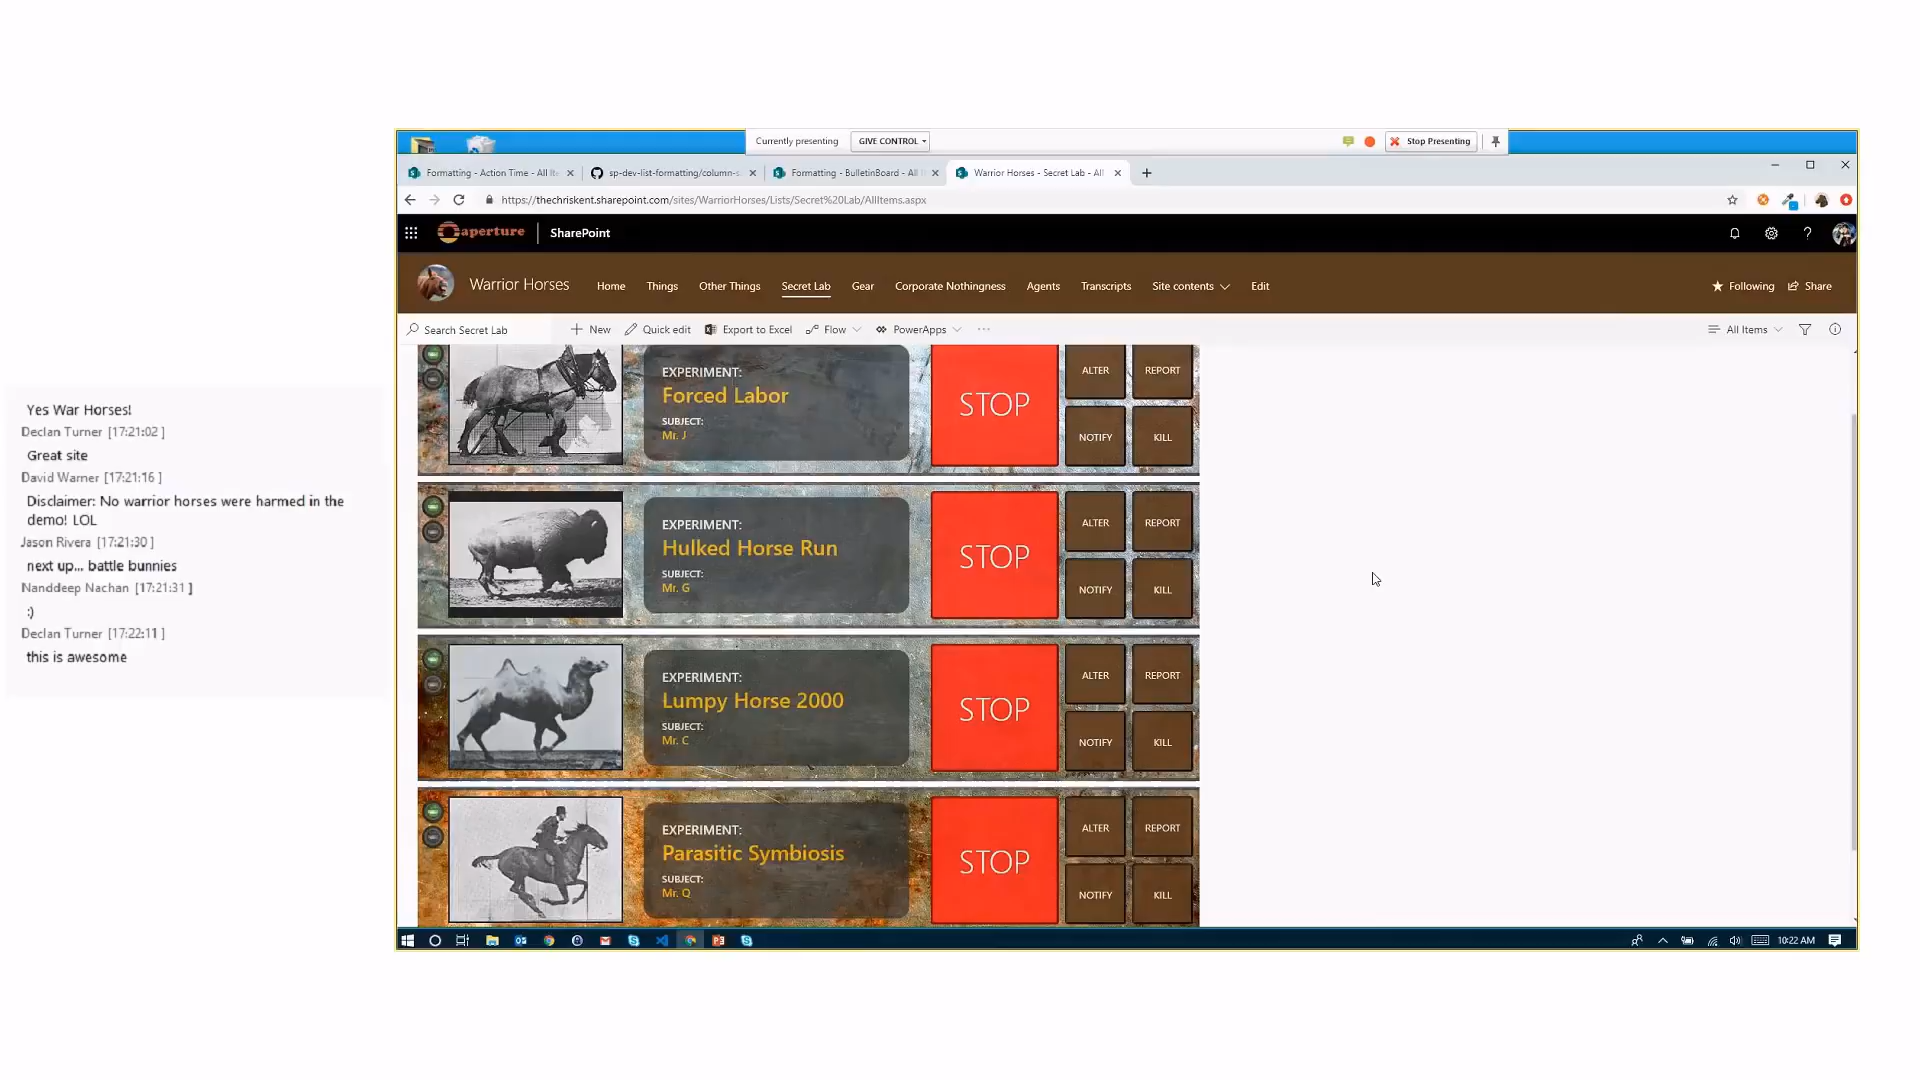 Yes War Horses!
Declan Turner [17:21:02 ]
Great site
David Warner [17:21:16 ]
Disclaimer: No warrior horses were harmed in the
demo! LOL
Jason Rivera [17:21:30 ]
next up... battle bunnies
Nanddeep Nachan [17:21:31 ]
:)
Declan Turner [17:22:11 ]
this is awesome
Currently presenting GIVE CONTROL Stop Presenting
Formatting - Action Time - All Ite sp-dev-list-formatting/column-s Formatting - BulletinBoard - All Warrior Horses - Secret Lab - All
https://thechriskent.sharepoint.com/sites/WarriorHorses/Lists/Secret%20Lab/AllItems.aspx
aperture SharePoint
Warrior Horses Home Things Other Things Secret Lab Gear Corporate Nothingness Agents Transcripts Site contents Edit Following Share
Search Secret Lab New Quick edit Export to Excel Flow PowerApps ... All Items
EXPERIMENT:
Forced Labor
SUBJECT:
Mr. J
STOP
ALTER REPORT
NOTIFY KILL
EXPERIMENT:
Hulked Horse Run
SUBJECT:
Mr. G
STOP
ALTER REPORT
NOTIFY KILL
EXPERIMENT:
Lumpy Horse 2000
SUBJECT:
Mr. C
STOP
ALTER REPORT
NOTIFY KILL
EXPERIMENT:
Parasitic Symbiosis
SUBJECT:
Mr. Q
STOP
ALTER REPORT
NOTIFY KILL
10:22 AM